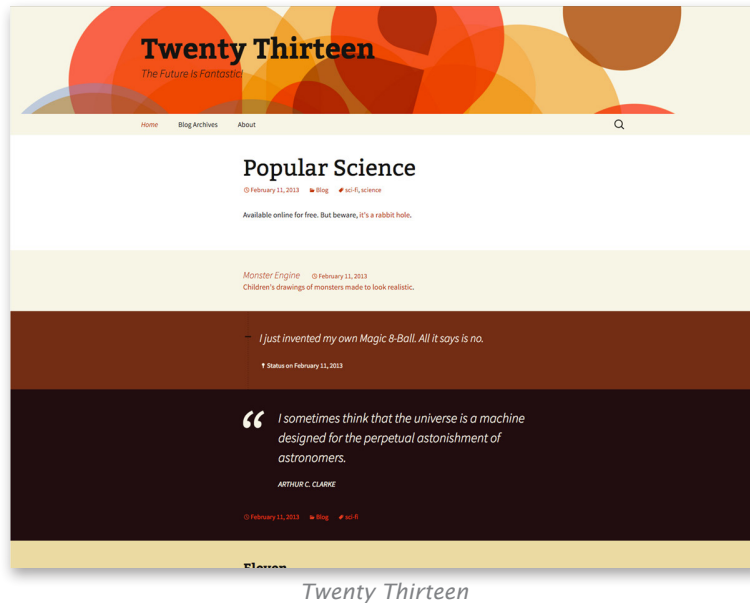 Twenty Thirteen
The Future Is Fantastic!
Home Blog Archives About
Popular Science
February 11, 2013 Blog sci-fi, science
Available online for free. But beware, it's a rabbit hole.
Monster Engine February 11, 2013
Children's drawings of monsters made to look realistic.
I just invented my own Magic 8-Ball. All it says is no.
Status on February 11, 2013
“ I sometimes think that the universe is a machine
designed for the perpetual astonishment of
astronomers.
ARTHUR C. CLARKE
February 11, 2013 Blog sci-fi
Eleven
Twenty Thirteen